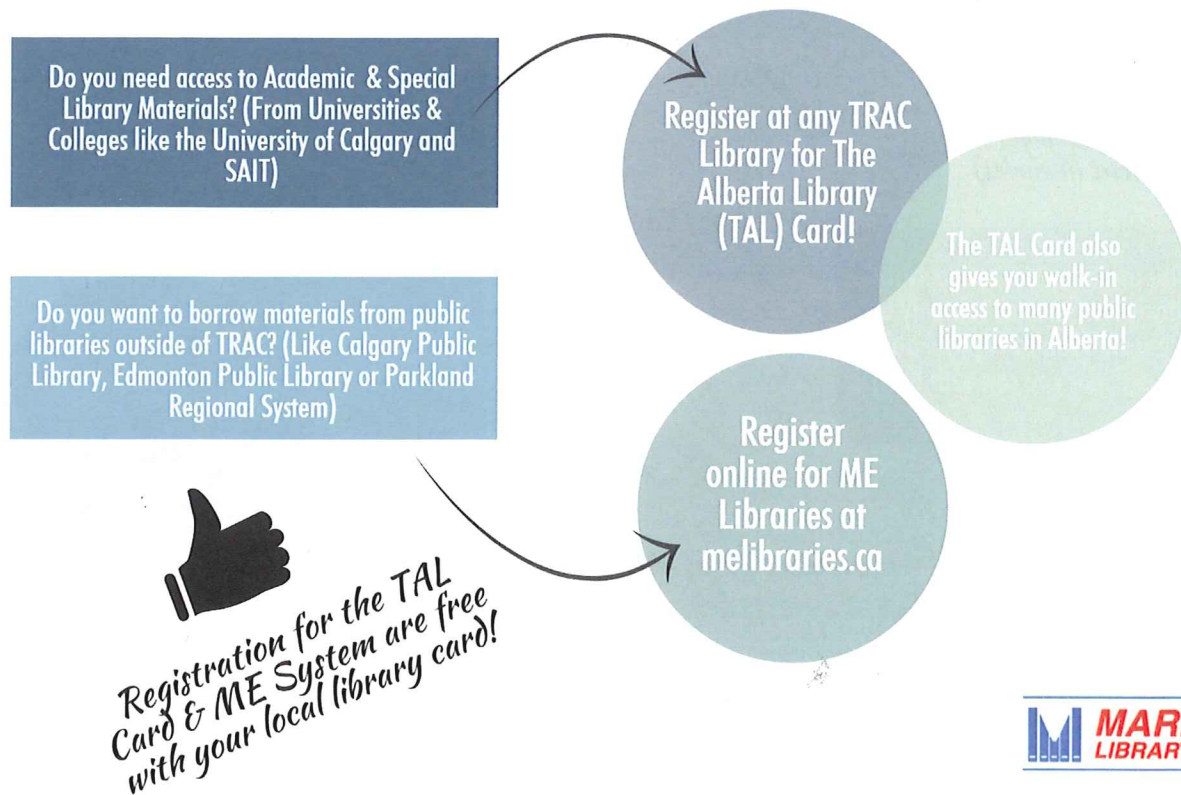 Do you need access to Academic & Special
Library Materials? (From Universities &
Colleges like the University of Calgary and
SAIT)
Register at any TRAC
Library for The
Alberta Library
(TAL) Card!
The TAL Card also
gives you walk-in
access to many public
libraries in Alberta!
Do you want to borrow materials from public
libraries outside of TRAC? (Like Calgary Public
Library, Edmonton Public Library or Parkland
Regional System)
Register
online for ME
Libraries at
melibraries.ca
Registration for the TAL
Card & ME System are free
with your local library card!
MAR
LIBRAR